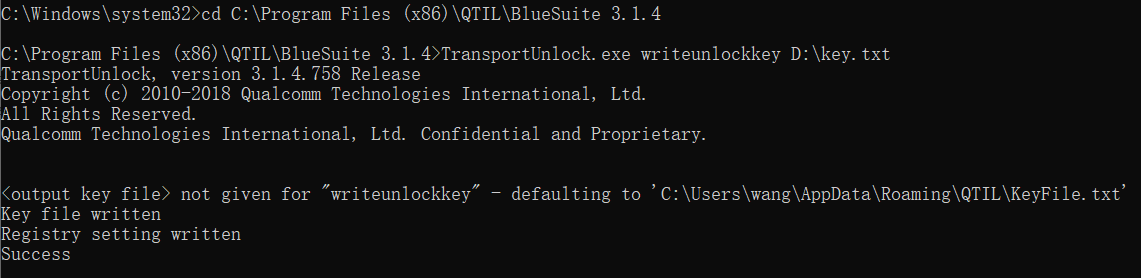 C:\Windows\system32>cd C:\Program Files (x86)\QTIL\BlueSuite 3.1.4
C:\Program Files (x86)\QTIL\BlueSuite 3.1.4>TransportUnlock.exe writeunlockkey D:\key.txt
TransportUnlock, version 3.1.4.758 Release
Copyright (c) 2010-2018 Qualcomm Technologies International, Ltd.
All Rights Reserved.
Qualcomm Technologies International, Ltd. Confidential and Proprietary.
<output key file> not given for "writeunlockkey" - defaulting to 'C:\Users\wang\AppData\Roaming\QTIL\KeyFile.txt'
Key file written
Registry setting written
Success